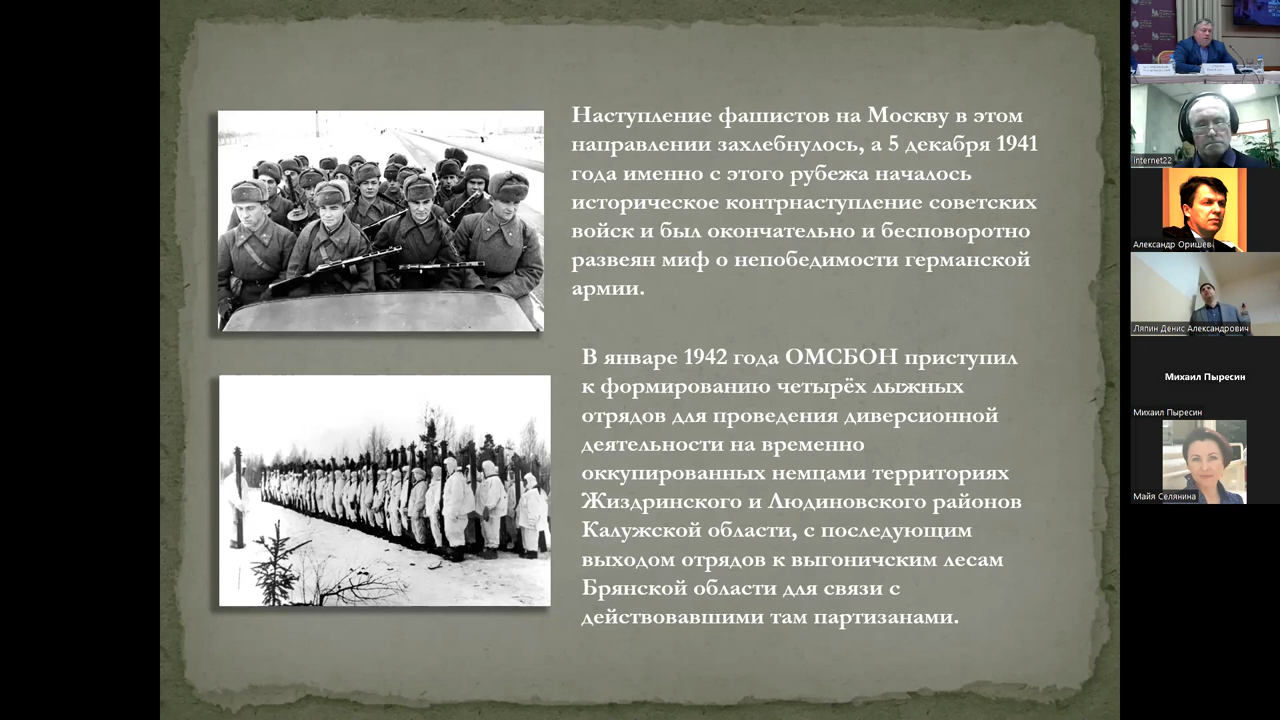 Наступление фашистов на Москву в этом
направлении захлебнулось, а 5 декабря 1941
года именно с этого рубежа началось
историческое контрнаступление советских
войск и был окончательно и бесповоротно
развеян миф о непобедимости германской
армии.
В январе 1942 года ОМСБОН приступил
к формированию четырёх лыжных
отрядов для проведения диверсионной
деятельности на временно
оккупированных немцами территориях
Жиздринского и Людиновского районов
Калужской области, с последующим
выходом отрядов к выгоничским лесам
Брянской области для связи с
действовавшими там партизанами.
internet22
Александр Оришев
Ляпин Денис Александрович
Михаил Пыресин
Михаил Пыресин
Майя Селянина